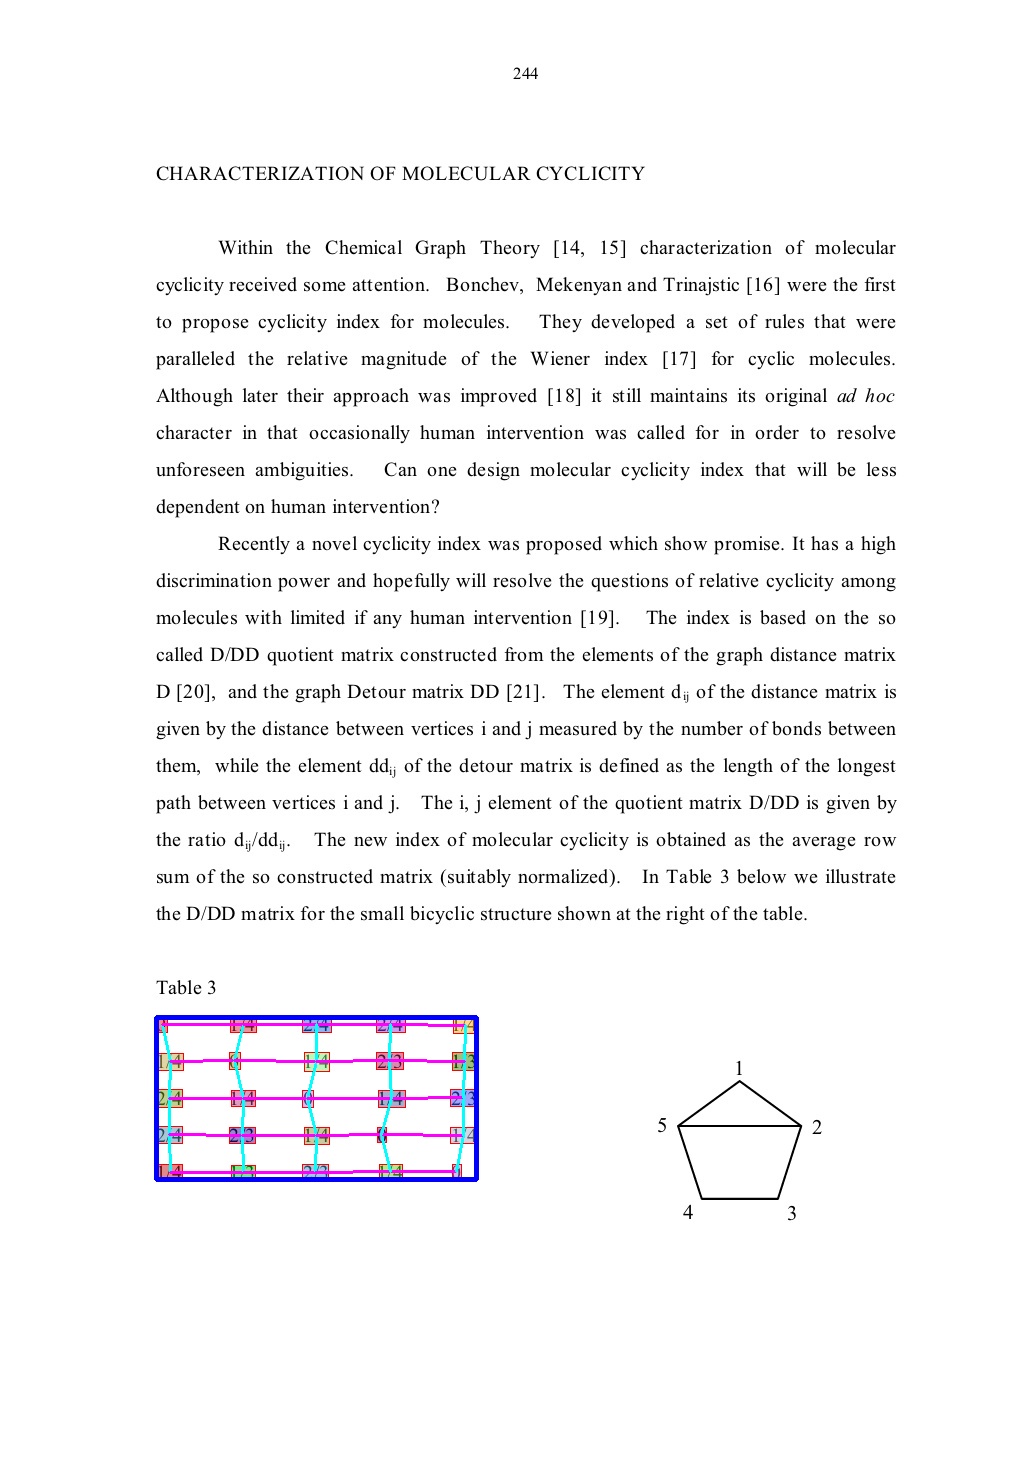 244
CHARACTERIZATION OF MOLECULAR CYCLICITY
Within the Chemical Graph Theory [14, 15] characterization of molecular
cyclicity received some attention. Bonchev, Mekenyan and Trinajstic [16] were the first
to propose cyclicity index for molecules. They developed a set of rules that were
paralleled the relative magnitude of the Wiener index [17] for cyclic molecules.
Although later their approach was improved [18] it still maintains its original ad hoc
character in that occasionally human intervention was called for in order to resolve
unforeseen ambiguities. Can one design molecular cyclicity index that will be less
dependent on human intervention?
Recently a novel cyclicity index was proposed which show promise. It has a high
discrimination power and hopefully will resolve the questions of relative cyclicity among
molecules with limited if any human intervention [19]. The index is based on the so
called D/DD quotient matrix constructed from the elements of the graph distance matrix
D [20], and the graph Detour matrix DD [21]. The element dij of the distance matrix is
given by the distance between vertices i and j measured by the number of bonds between
them, while the element ddij of the detour matrix is defined as the length of the longest
path between vertices i and j. The i, j element of the quotient matrix D/DD is given by
the ratio dij/ddij. The new index of molecular cyclicity is obtained as the average row
sum of the so constructed matrix (suitably normalized). In Table 3 below we illustrate
the D/DD matrix for the small bicyclic structure shown at the right of the table.
Table 3
0 1/4 2/4 2/4 1/4
1/4 0 1/4 2/3 1/3
2/4 1/4 0 1/4 2/3
2/4 2/3 1/4 0 1/4
1/4 1/3 2/3 1/4 0
1
5 2
4 3